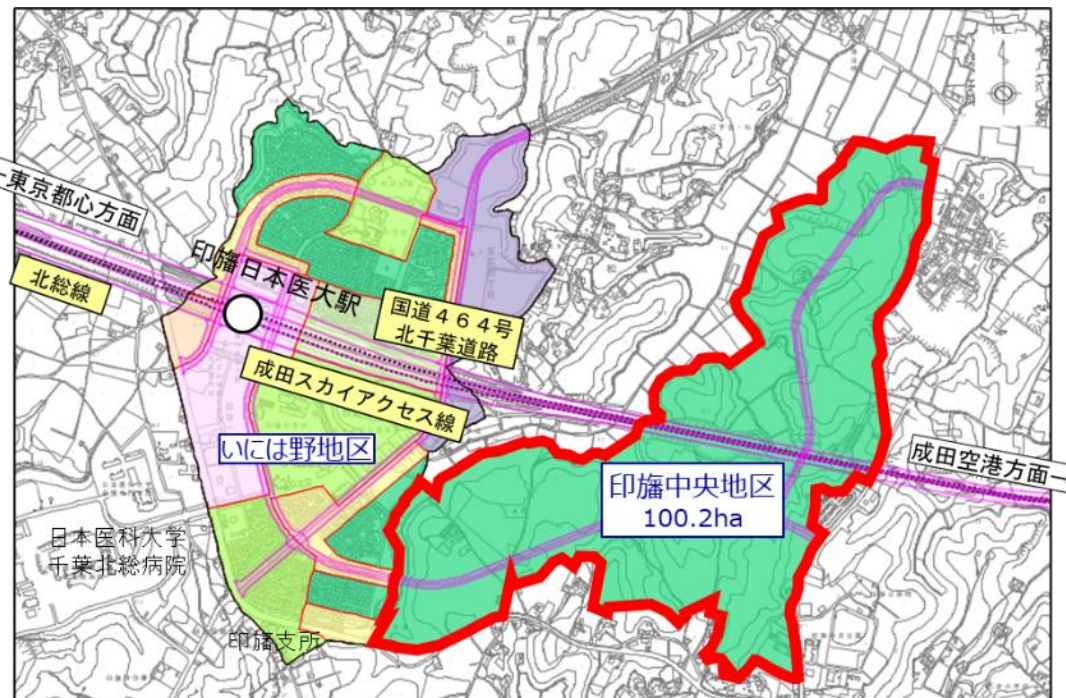 東京都心方面
北総線
印旛日本医大駅
国道464号
北千葉道路
成田スカイアクセス線
いには野地区
印旛中央地区
100.2ha
成田空港方面
日本医科大学
千葉北総病院
印旛支所